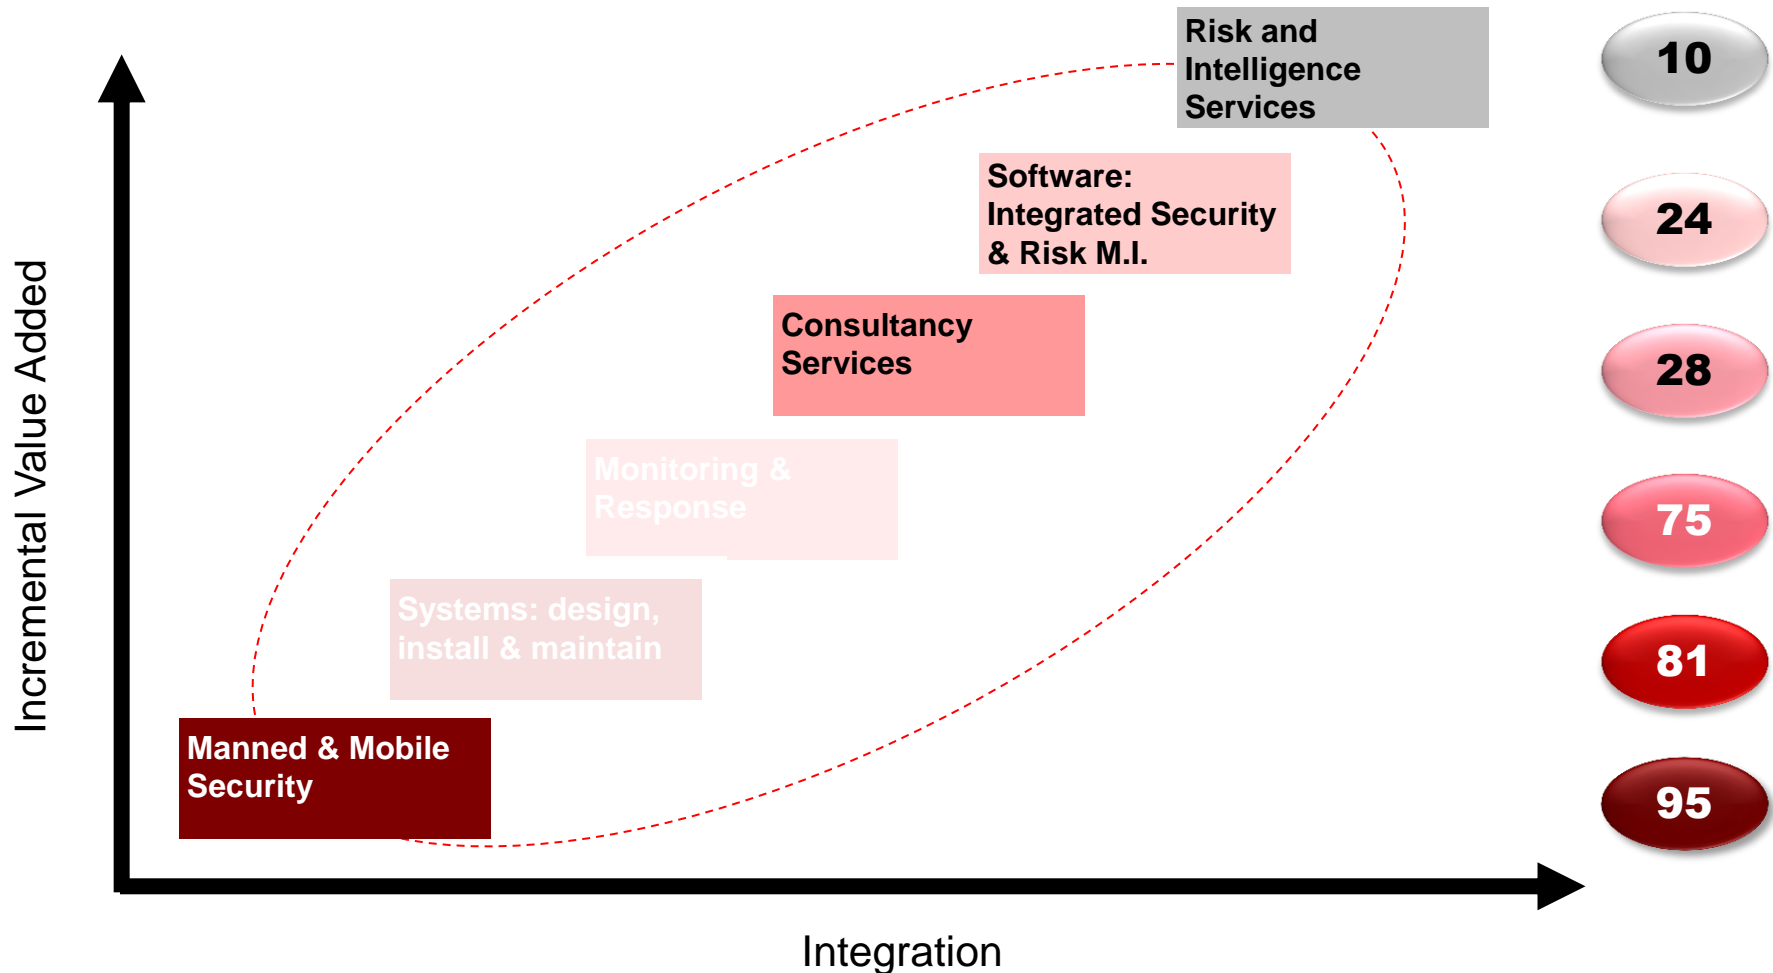 Risk and
Intelligence
Services
10
Software:
Integrated Security
& Risk M.I.
24
Consultancy
Services
28
Monitoring &
Response
75
Systems: design,
install & maintain
81
Manned & Mobile
Security
95
Incremental Value Added
Integration